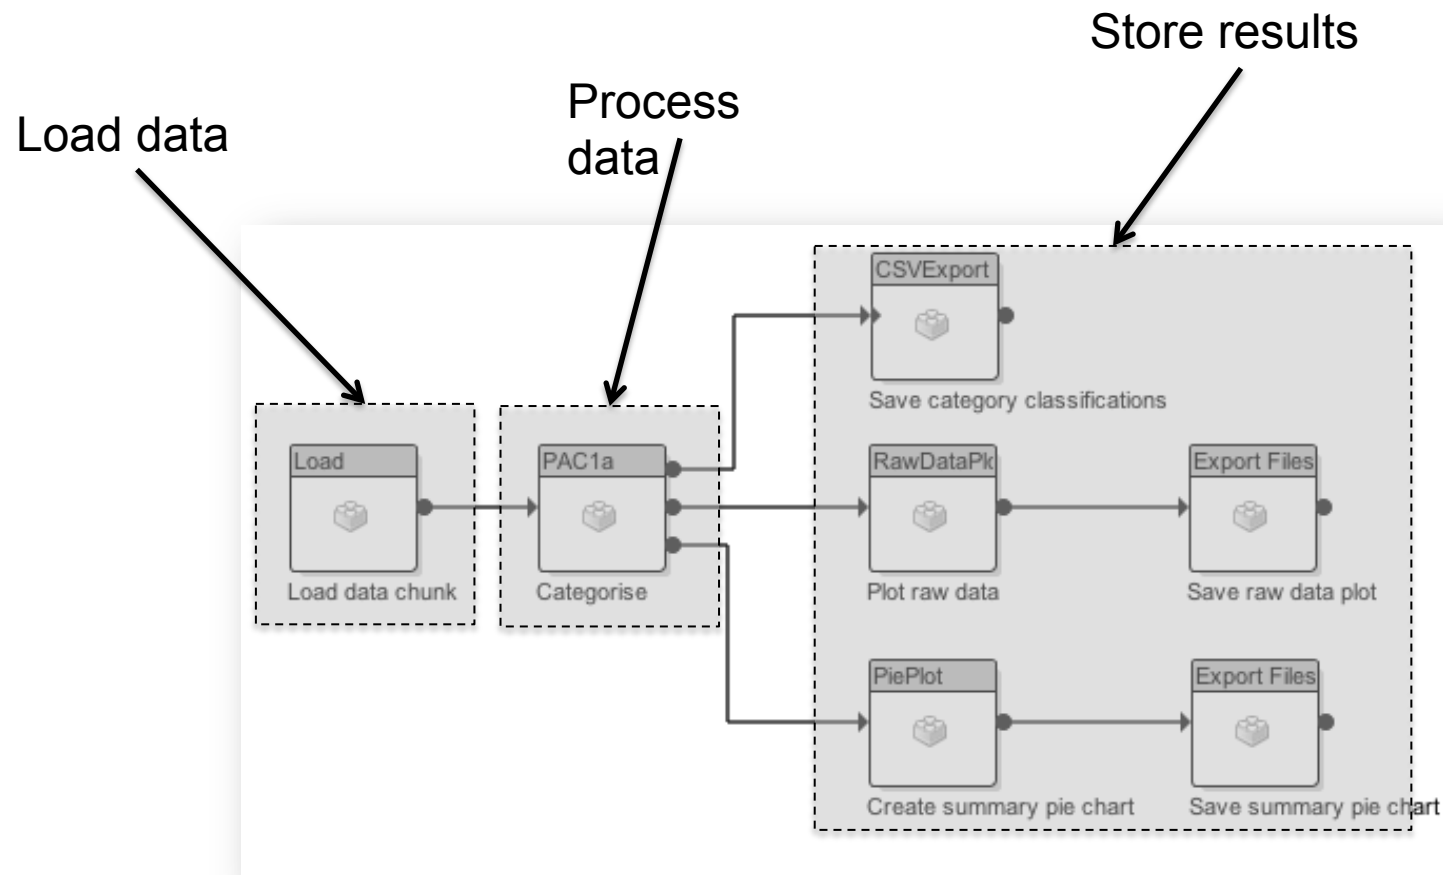 Store results
Process
data
Load data
CSVExport
Save category classifications
Load
Load data chunk
PAC1a
Categorise
RawDataPlo
Plot raw data
Export Files
Save raw data plot
PiePlot
Create summary pie chart
Export Files
Save summary pie chart